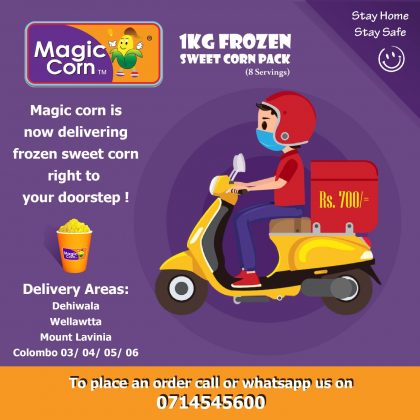 Magic
Corn TM
®
1KG FROZEN
SWEET CORN PACK
(8 Servings)
Stay Home
Stay Safe
Magic corn is
now delivering
frozen sweet corn
right to
your doorstep !
Rs. 700/=
Magic
Corn
Delivery Areas:
Dehiwala
Wellawtta
Mount Lavinia
Colombo 03/ 04/ 05/ 06
To place an order call or whatsapp us on
0714545600